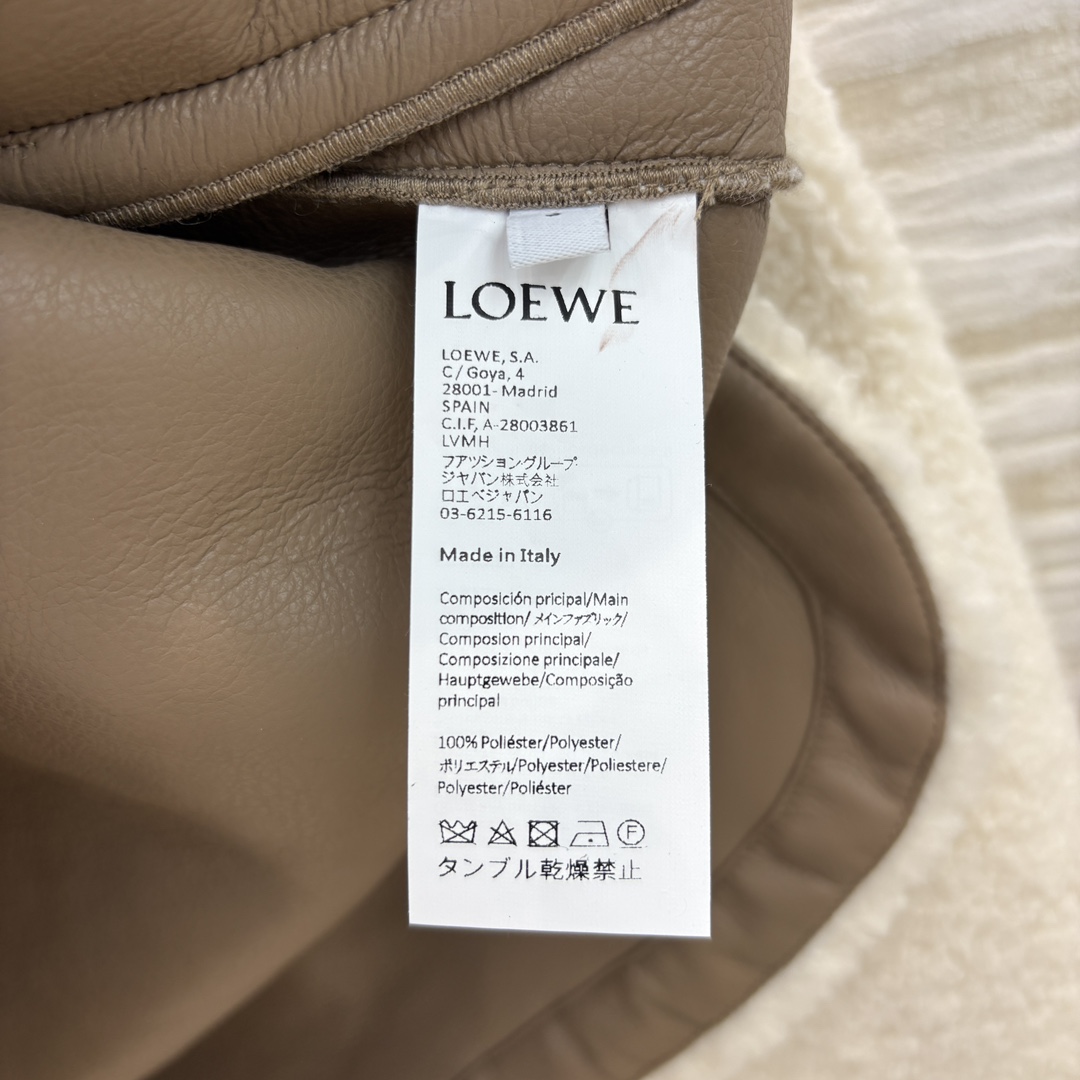 LOEWE
LOEWE, S.A.
C/ Goya, 4
28001- Madrid
SPAIN
C.I.F, A-28003861
LVMH
フアツショングループ
ジヤバン株式会社
ロエベジャパン
03-6215-6116
Made in Italy
Composición pricipal/Main
composition/ メインファブリック/
Composion principal/
Composizione principale/
Hauptgewebe/Composição
principal
100% Poliéster/Polyester/
ポリエステル/Polyester/Poliestere/
Polyester/Poliéster
F
タンブル乾燥禁止